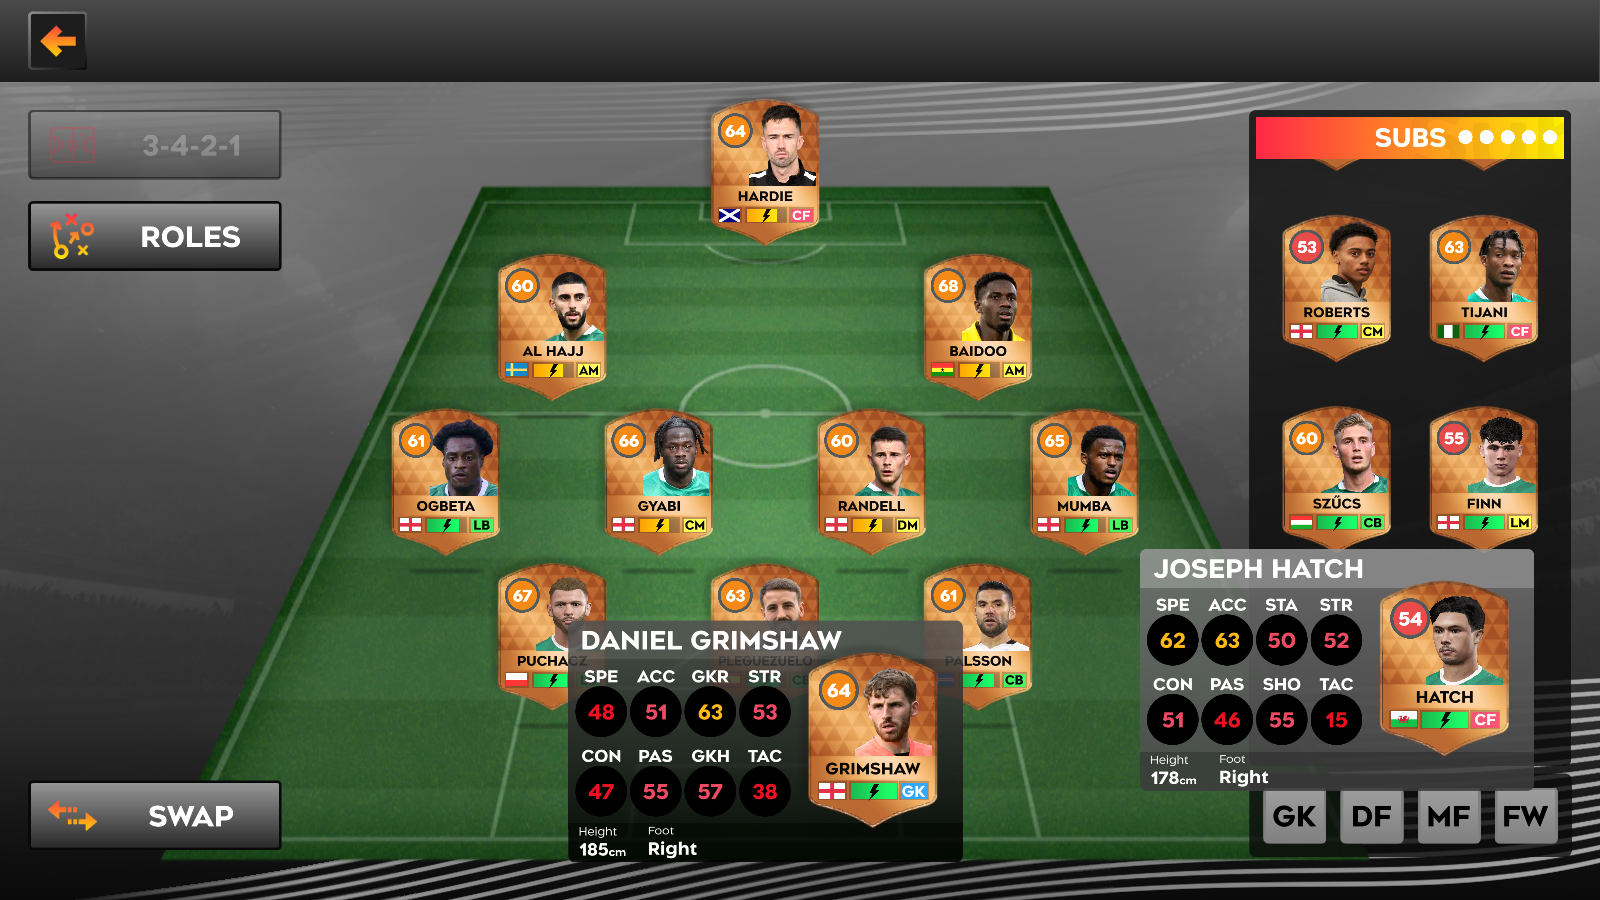 3-4-2-1
ROLES
SWAP
64
HARDIE
CF
60
AL HAJJ
AM
68
BAIDOO
AM
61
OGBETA
LB
66
GYABI
CM
60
RANDELL
DM
65
MUMBA
LB
67
PUCHACZ
63
PLEGUEZUELO
CB
61
PALSSON
CB
DANIEL GRIMSHAW
SPE ACC GKR STR
48 51 63 53
CON PAS GKH TAC
47 55 57 38
Height Foot
185cm Right
64
GRIMSHAW
GK
SUBS
53
ROBERTS
CM
63
TIJANI
CF
60
SZŰCS
CB
55
FINN
LM
JOSEPH HATCH
SPE ACC STA STR
62 63 50 52
CON PAS SHO TAC
51 46 55 15
Height Foot
178cm Right
54
HATCH
CF
GK DF MF FW